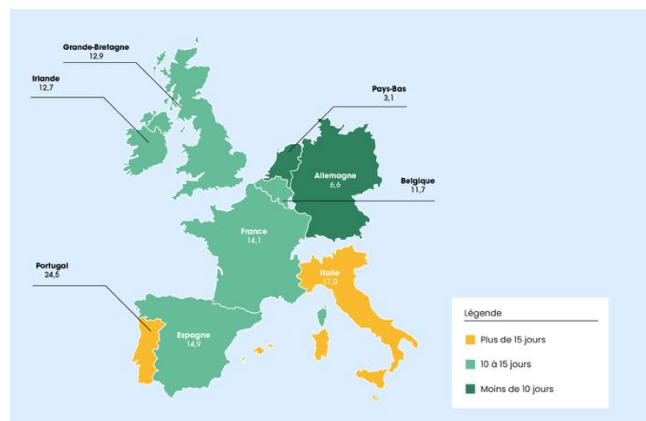 Grande-Bretagne
12,9
Irlande
12,7
Pays-Bas
3,1
Allemagne
6,6
Belgique
11,7
France
14,1
Portugal
24,5
Italie
17,0
Espagne
14,9
Légende
Plus de 15 jours
10 à 15 jours
Moins de 10 jours